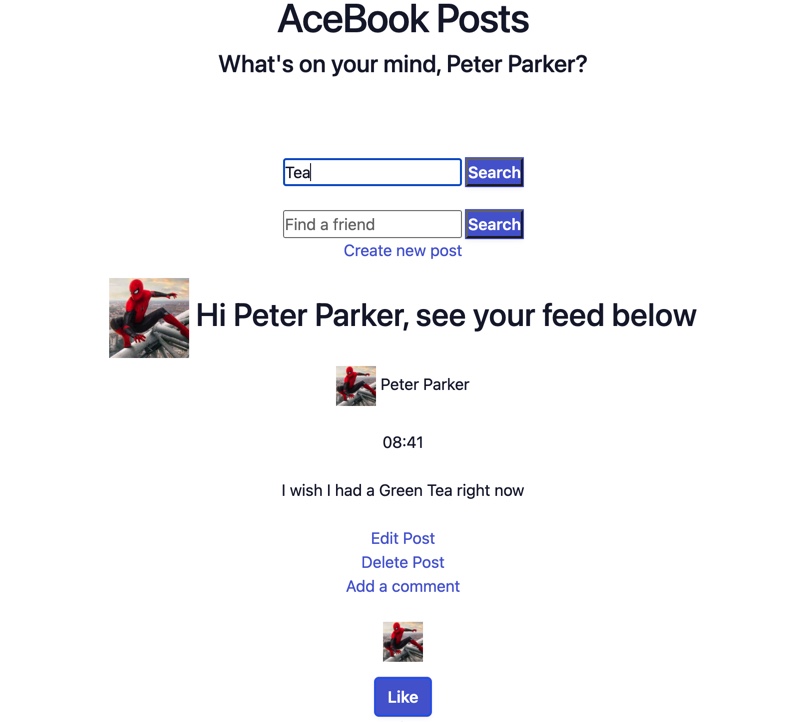 AceBook Posts
What's on your mind, Peter Parker?
Tea Search
Find a friend Search
Create new post
Hi Peter Parker, see your feed below
Peter Parker
08:41
I wish I had a Green Tea right now
Edit Post
Delete Post
Add a comment
Like